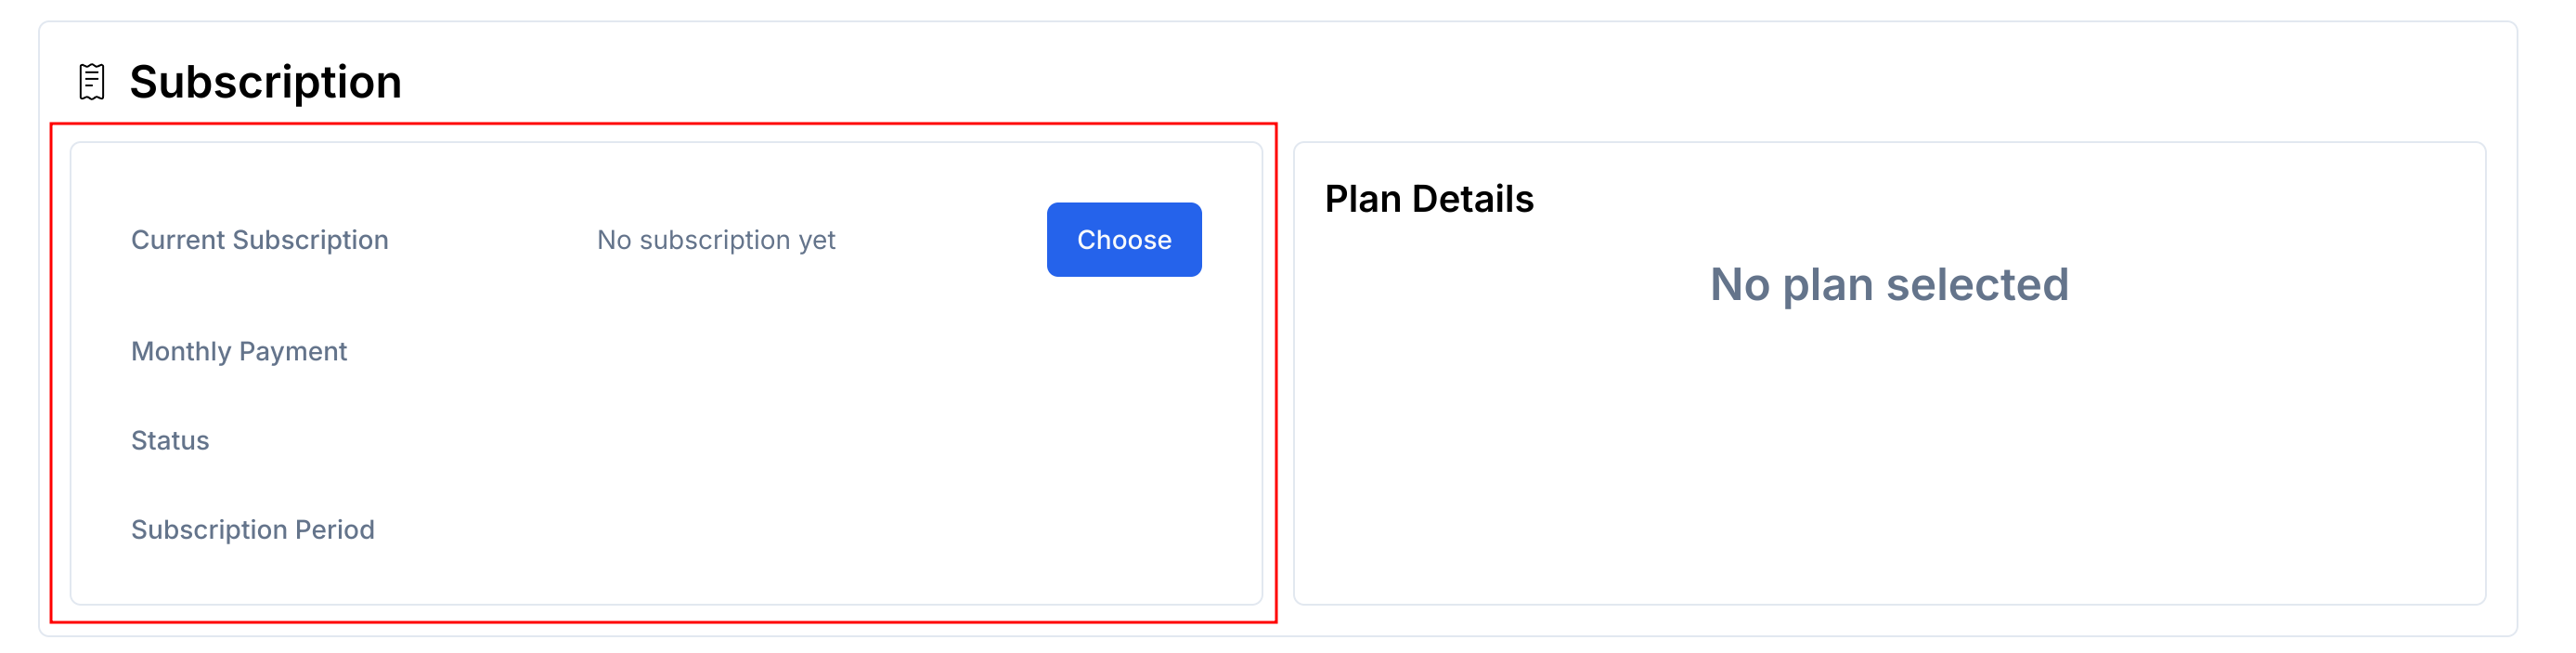 Subscription
Current Subscription No subscription yet Choose
Monthly Payment
Status
Subscription Period
Plan Details
No plan selected